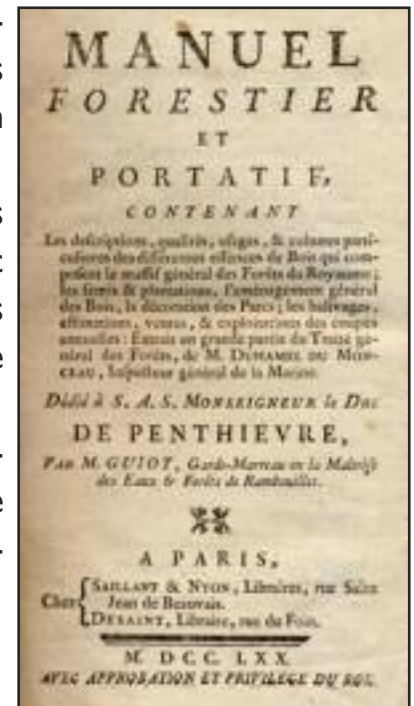 MANUEL
FORESTIER
ET
PORTATIF,
CONTENANT
Les descriptions, qualités, usages, & cultures parti-
culieres des différentes essences de Bois qui com-
posent le massif général des Forêts du Royaume ;
les semis & plantations, l'aménagement général
des Bois, la décoration des Parcs ; les balivages,
estimations, ventes, & exploitations des coupes
annuelles : Extrait en grande partie du Traité gé-
néral des Forêts, de M. DUHAMEL DU MON-
CEAU, Inspecteur général de la Marine.
Dédié à S. A. S. MONSEIGNEUR le Duc
DE PENTHIEVRE,
PAR M. GUIOT, Garde-Marteau en la Maîtrise
des Eaux & Forêts de Rambouillet.
A PARIS,
Chez
SAILLANT & NYON, Libraires, rue Saint
Jean de Beauvais.
DESAINT, Libraire, rue du Foin.
M. DCC. LXX.
AVEC APPROBATION ET PRIVILEGE DU ROI.